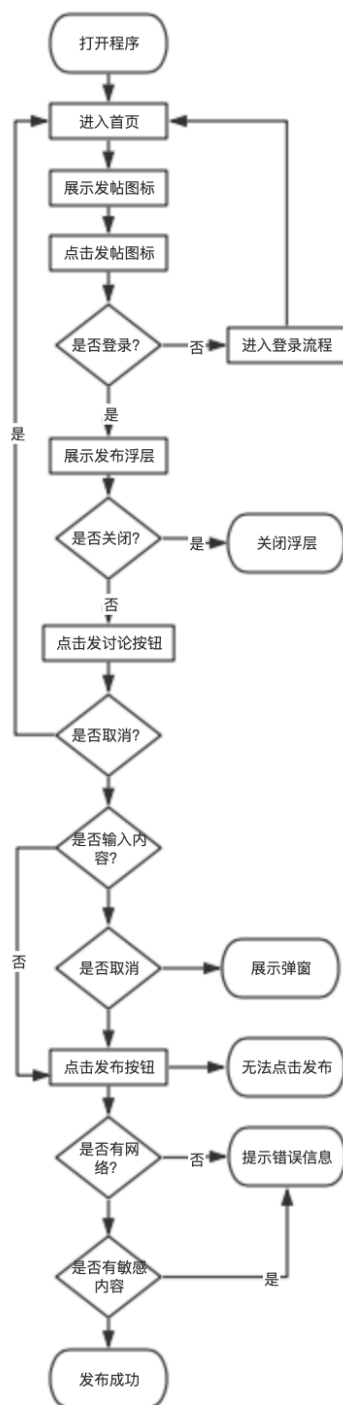 打开程序
进入首页
展示发帖图标
点击发帖图标
是否登录?
否
进入登录流程
是
是
展示发布浮层
是否关闭?
是
关闭浮层
否
点击发讨论按钮
是否取消?
是否输入内
容?
否
是否取消
展示弹窗
点击发布按钮
无法点击发布
是否有网
络?
否
提示错误信息
是否有敏感
内容
是
发布成功